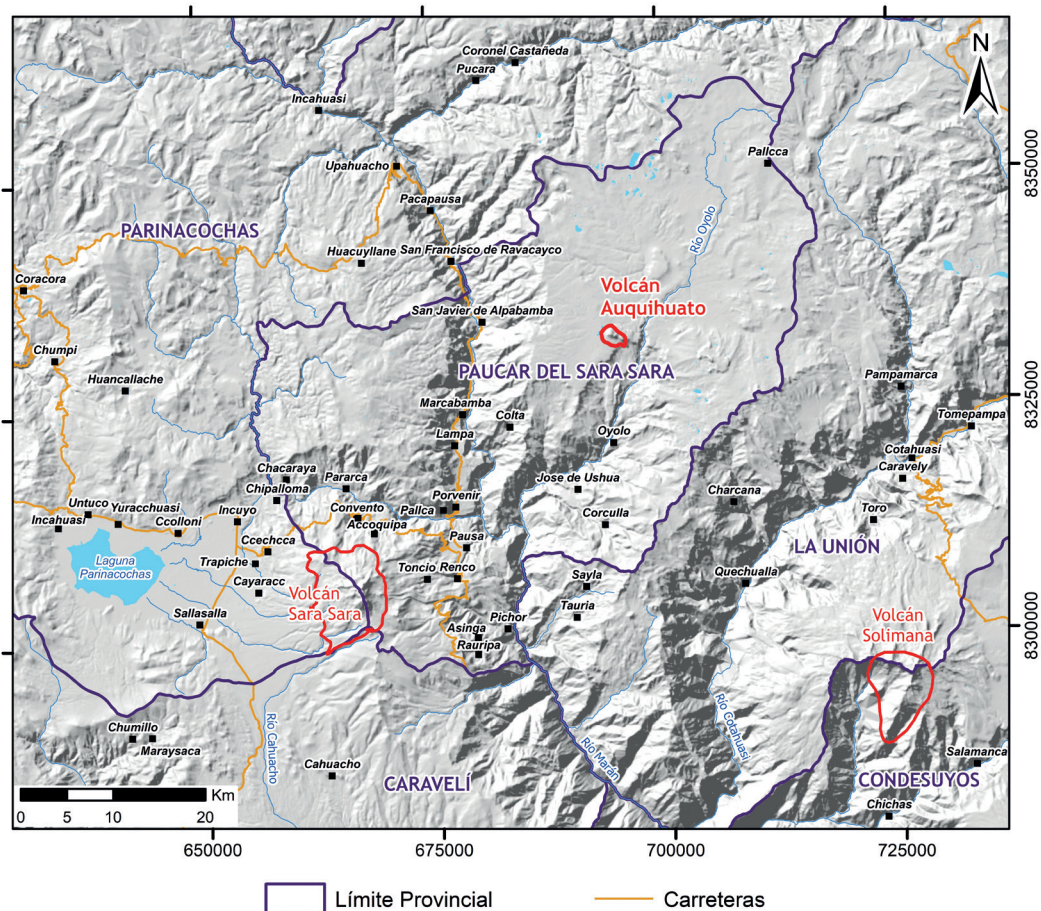 N
Coronel Castañeda
Pucara
Incahuasi
Upahuacho
Pallcca
8350000
Pacapausa
PARINACOCHAS
Río Oyolo
San Francisco de Ravacayco
Huacuyllane
Coracora
Volcán
Auquihuato
San Javier de Alpabamba
Chumpi
PAUCAR DEL SARA SARA
Huancallache
Pampamarca
8325000
Marcabamba
Colta
Tomepampa
Lampa
Oyolo
Cotahuasi
Chacaraya
Pararca
Jose de Ushua
Caravely
Chipalloma
Porvenir
Charcana
Untuco
Yuracchuasi
Incuyo
Convento
Pallca
Toro
Incahuasi
Ccolloni
Accoquipa
Corculla
Pausa
LA UNIÓN
Ccechcca
Laguna
Parinacochas
Trapiche
Toncio
Renco
Sayla
Quechualla
Cayaracc
Volcán
Sara Sara
Tauria
Volcán
Solimana
Sallasalla
Asinga
Pichor
8300000
Rauripa
Río Cahuacho
Río Cotahuasi
Chumillo
Maraysaca
Río Marán
Salamanca
Cahuacho
CARAVELÍ
CONDESUYOS
Km
0 5 10 20
Chichas
650000 675000 700000 725000
Límite Provincial Carreteras